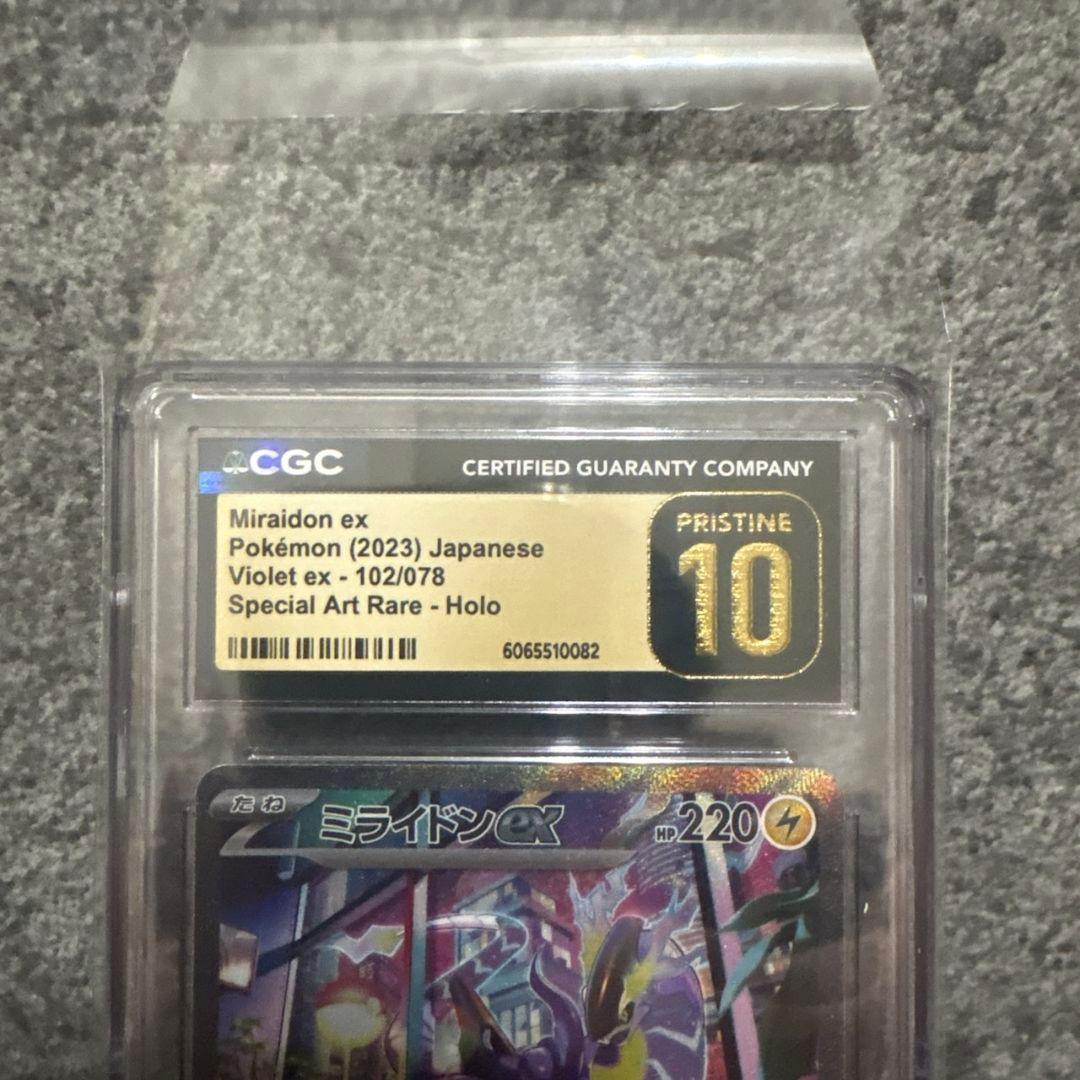 CGC
CERTIFIED GUARANTY COMPANY
Miraidon ex
Pokémon (2023) Japanese
Violet ex - 102/078
Special Art Rare - Holo
6065510082
PRISTINE
10
たね
ミライドンex
HP220